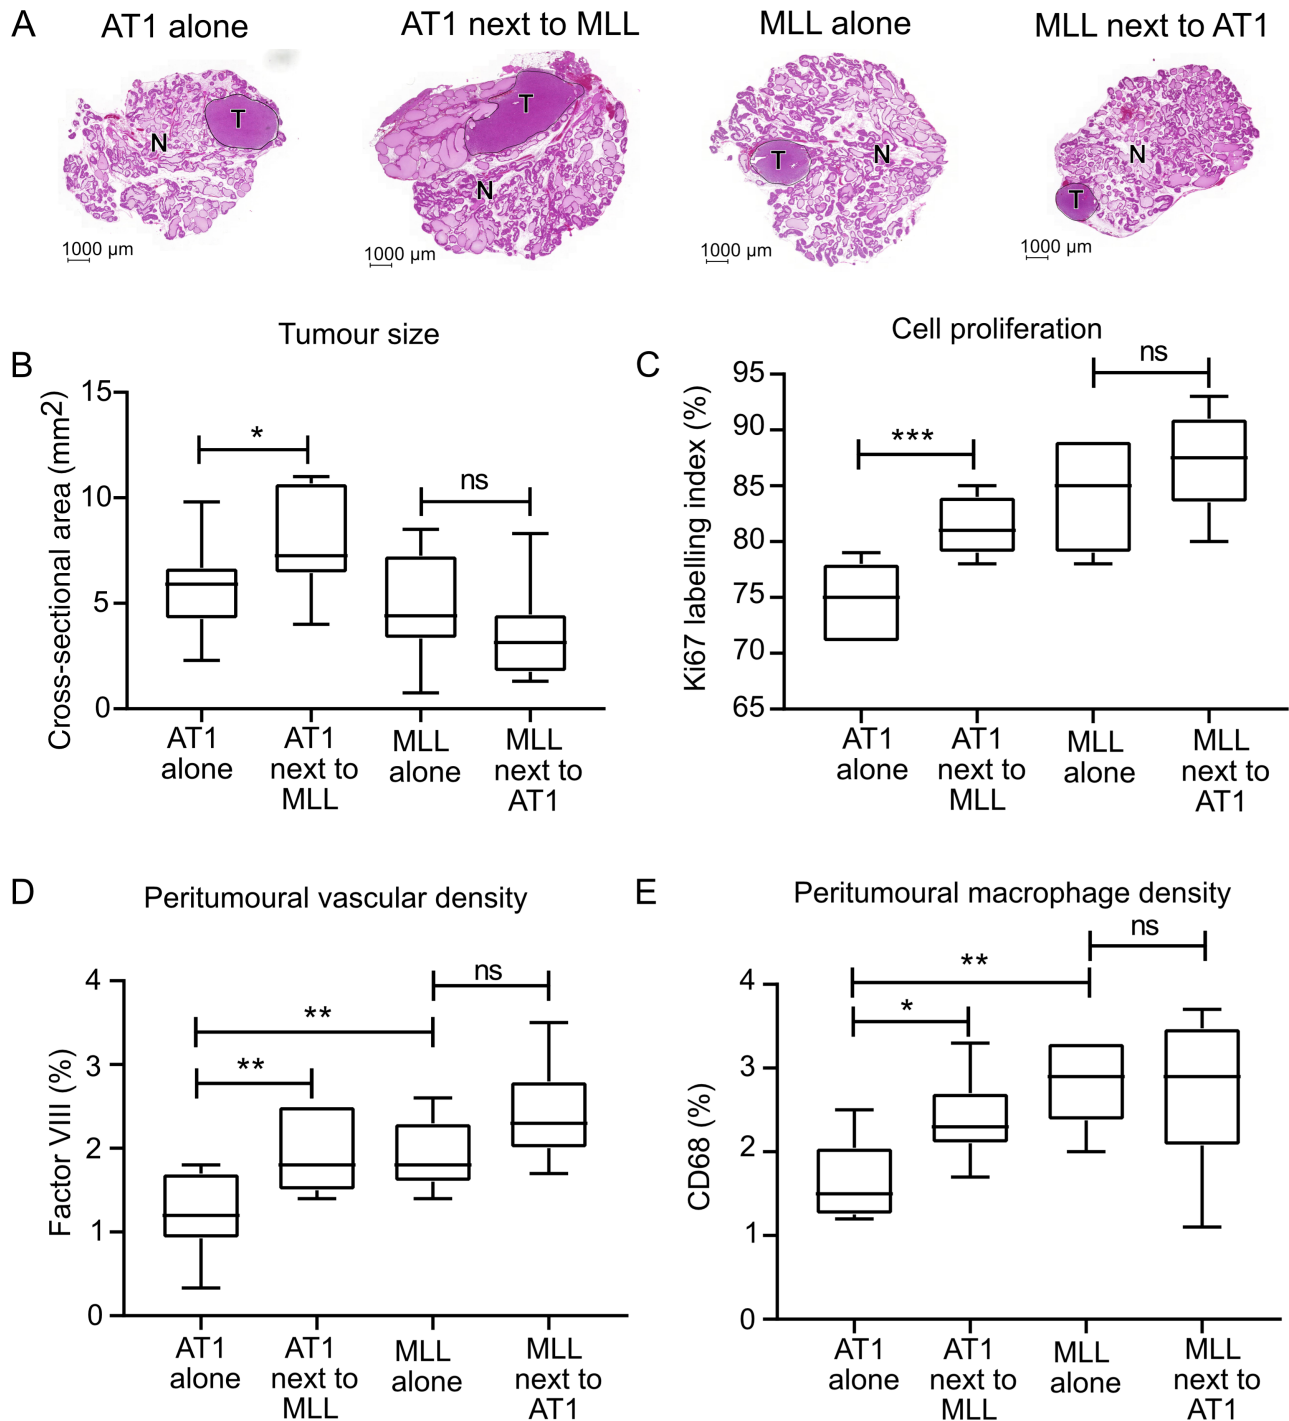 A
AT1 alone
AT1 next to MLL
MLL alone
MLL next to AT1
T
N
T
N
T
N
T
N
1000 µm
1000 µm
1000 µm
1000 µm
B
Tumour size
Cross-sectional area (mm2)
15
10
5
0
*
ns
AT1
alone
AT1
next to
MLL
MLL
alone
MLL
next to
AT1
C
Cell proliferation
Ki67 labelling index (%)
95
90
85
80
75
70
65
***
ns
AT1
alone
AT1
next to
MLL
MLL
alone
MLL
next to
AT1
D
Peritumoural vascular density
Factor VIII (%)
4
3
2
1
0
**
**
ns
AT1
alone
AT1
next to
MLL
MLL
alone
MLL
next to
AT1
E
Peritumoural macrophage density
CD68 (%)
4
3
2
1
0
*
**
ns
AT1
alone
AT1
next to
MLL
MLL
alone
MLL
next to
AT1